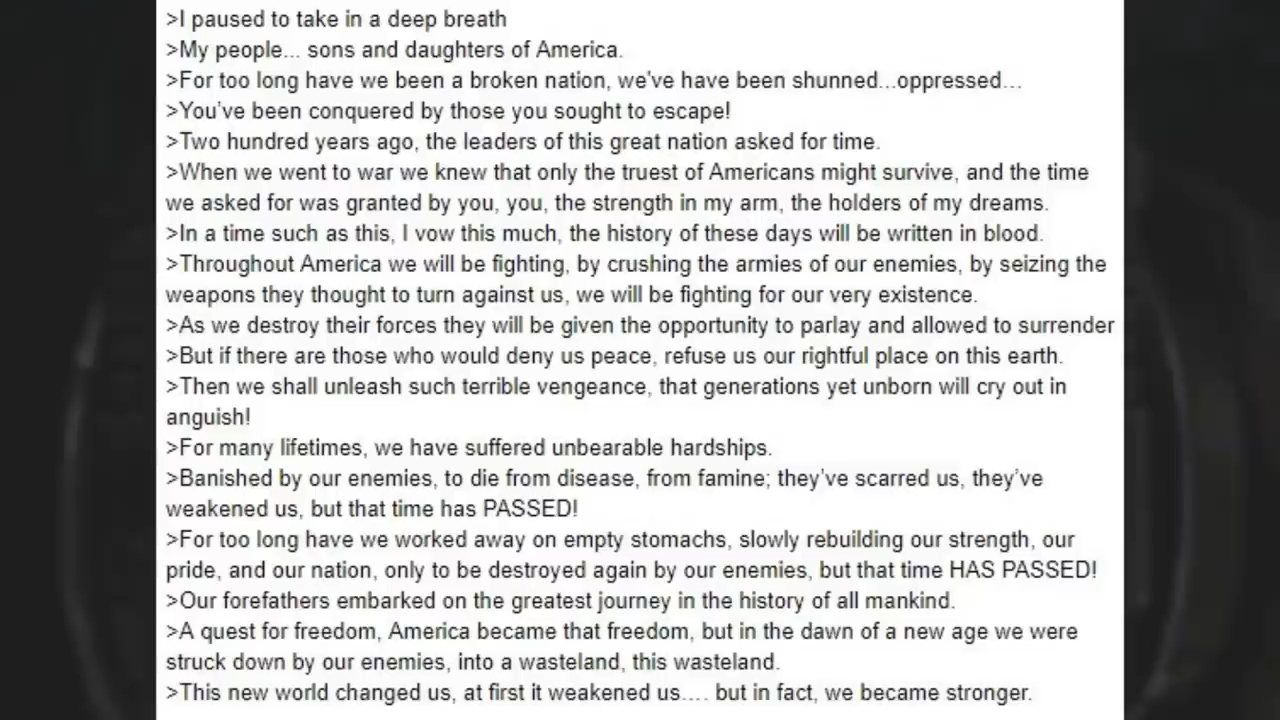 >I paused to take in a deep breath
>My people... sons and daughters of America.
>For too long have we been a broken nation, we've have been shunned...oppressed...
>You've been conquered by those you sought to escape!
>Two hundred years ago, the leaders of this great nation asked for time.
>When we went to war we knew that only the truest of Americans might survive, and the time
we asked for was granted by you, you, the strength in my arm, the holders of my dreams.
>In a time such as this, I vow this much, the history of these days will be written in blood.
>Throughout America we will be fighting, by crushing the armies of our enemies, by seizing the
weapons they thought to turn against us, we will be fighting for our very existence.
>As we destroy their forces they will be given the opportunity to parlay and allowed to surrender
>But if there are those who would deny us peace, refuse us our rightful place on this earth.
>Then we shall unleash such terrible vengeance, that generations yet unborn will cry out in
anguish!
>For many lifetimes, we have suffered unbearable hardships.
>Banished by our enemies, to die from disease, from famine; they've scarred us, they've
weakened us, but that time has PASSED!
>For too long have we worked away on empty stomachs, slowly rebuilding our strength, our
pride, and our nation, only to be destroyed again by our enemies, but that time HAS PASSED!
>Our forefathers embarked on the greatest journey in the history of all mankind.
>A quest for freedom, America became that freedom, but in the dawn of a new age we were
struck down by our enemies, into a wasteland, this wasteland.
>This new world changed us, at first it weakened us.... but in fact, we became stronger.